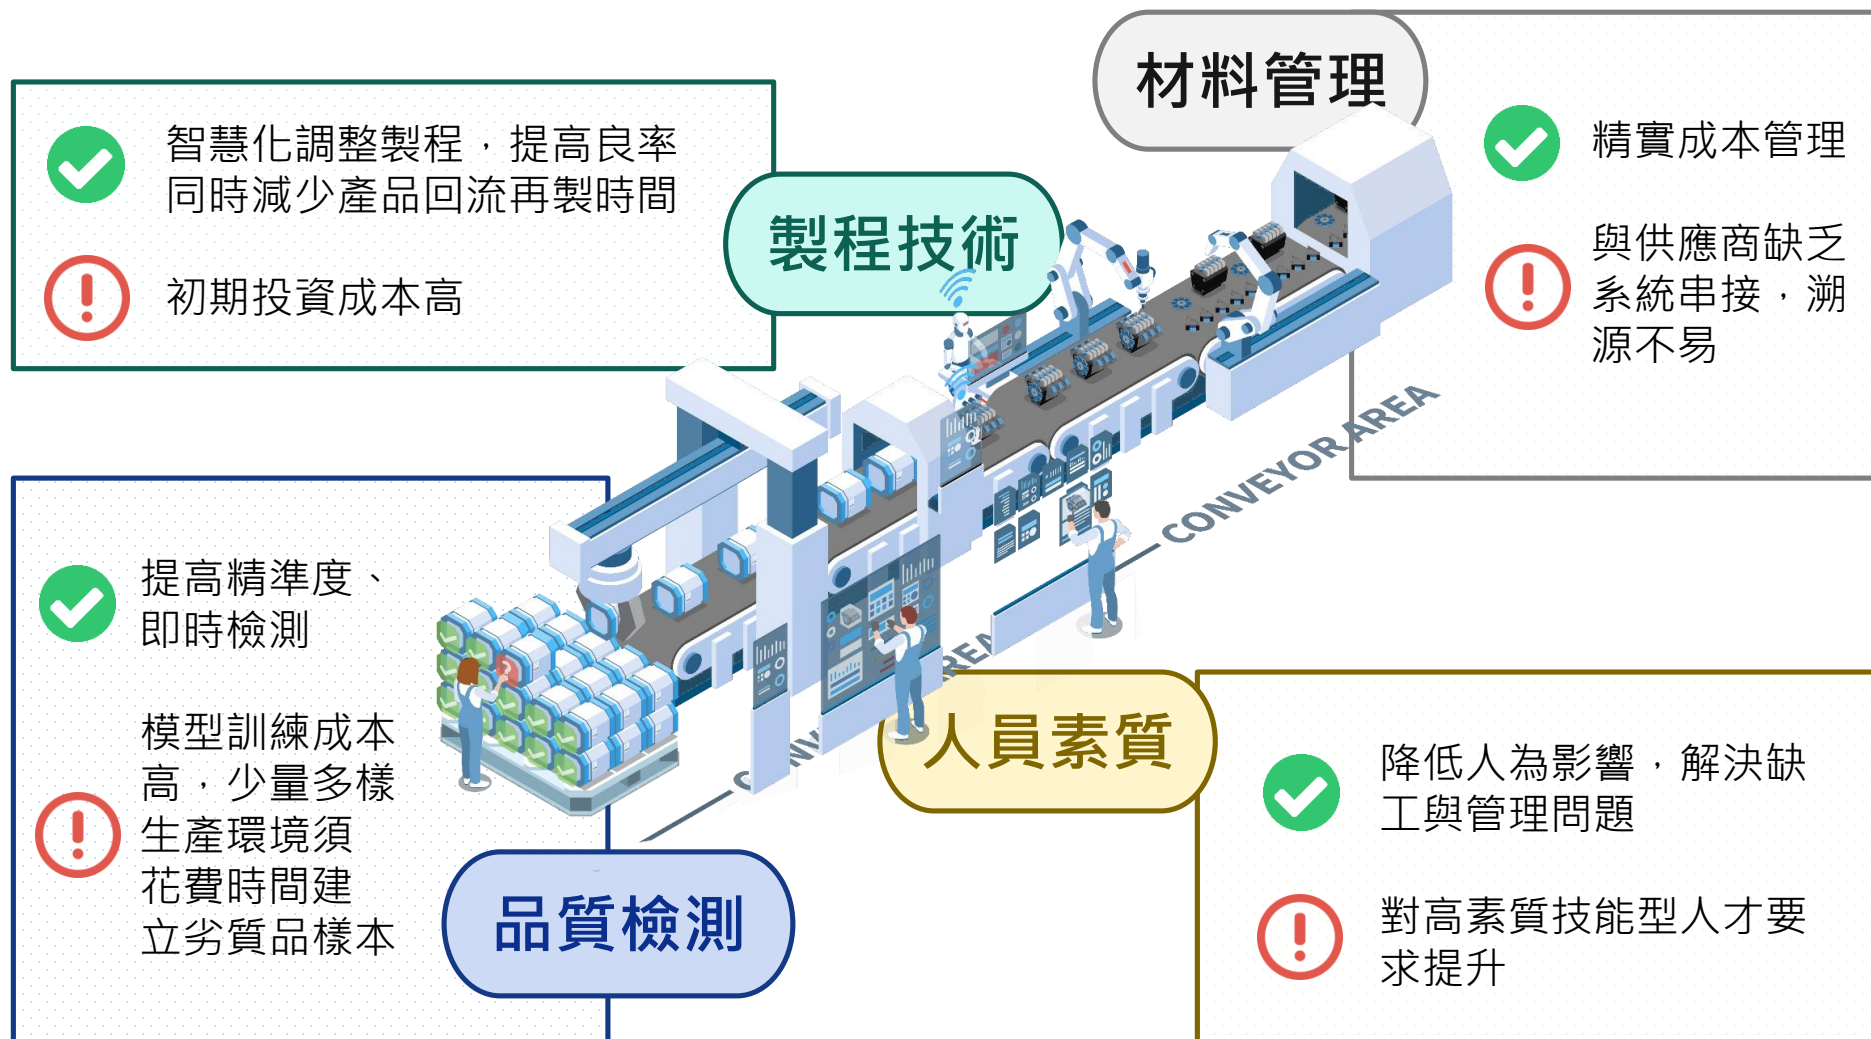 材料管理
精實成本管理
與供應商缺乏
系統串接，溯
源不易
製程技術
智慧化調整製程，提高良率
同時減少產品回流再製時間
初期投資成本高
CONVEYOR AREA
品質檢測
提高精準度、
即時檢測
模型訓練成本
高，少量多樣
生產環境須
花費時間建
立劣質品樣本
人員素質
降低人為影響，解決缺
工與管理問題
對高素質技能型人才要
求提升
?